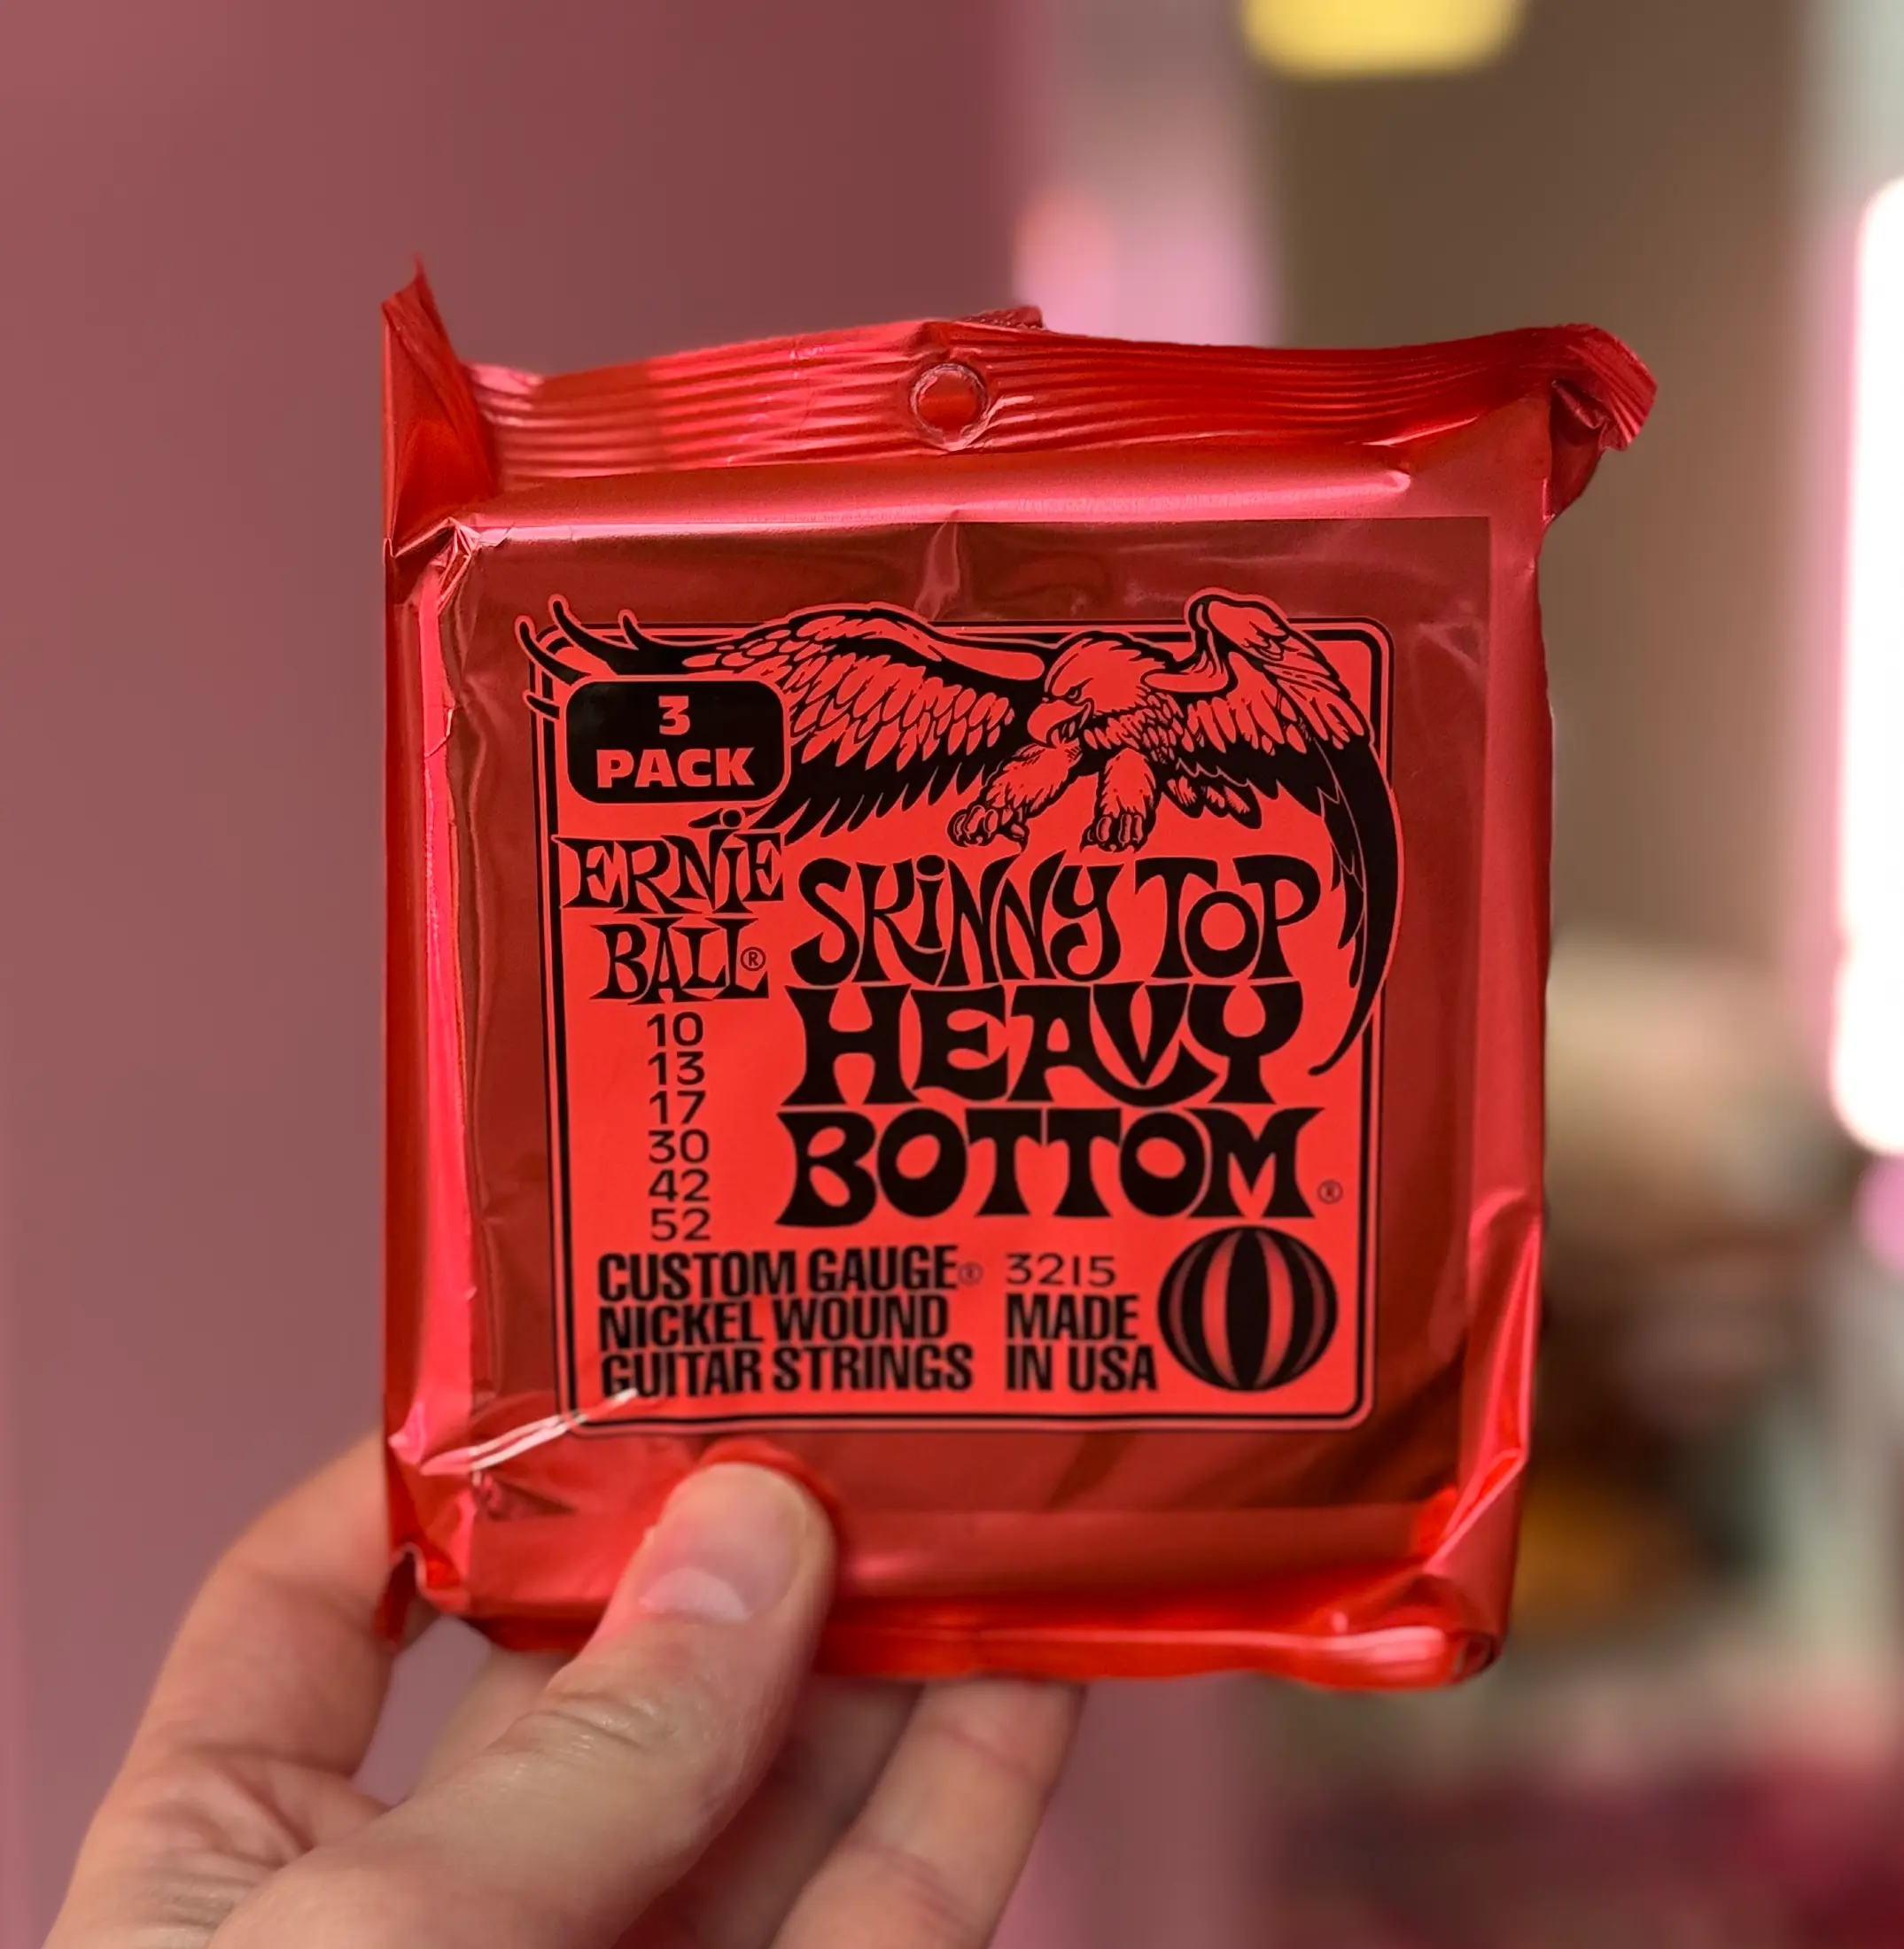 3
PACK
ERNiE
BALL®
SKiNNY TOP
HEAVY
BOTTOM®
10
13
17
30
42
52
CUSTOM GAUGE®
NICKEL WOUND
GUITAR STRINGS
3215
MADE
IN USA